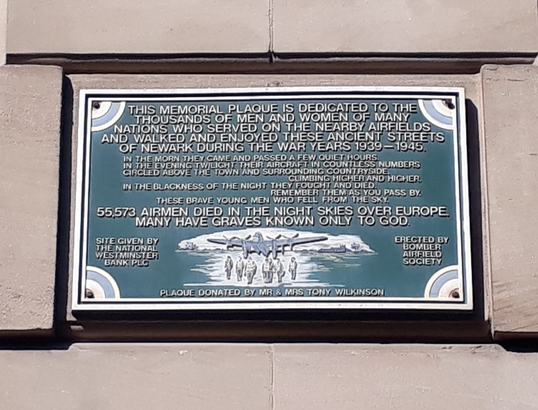 THIS MEMORIAL PLAQUE IS DEDICATED TO THE
THOUSANDS OF MEN AND WOMEN OF MANY
NATIONS WHO SERVED ON THE NEARBY AIRFIELDS
AND WALKED AND ENJOYED THESE ANCIENT STREETS
OF NEWARK DURING THE WAR YEARS 1939-1945.
IN THE MORN THEY CAME AND PASSED A FEW QUIET HOURS.
IN THE EVENING TWILIGHT THEIR AIRCRAFT IN COUNTLESS NUMBERS
CIRCLED ABOVE THE TOWN AND SURROUNDING COUNTRYSIDE,
CLIMBING HIGHER AND HIGHER.
IN THE BLACKNESS OF THE NIGHT THEY FOUGHT AND DIED.
REMEMBER THEM AS YOU PASS BY.
THESE BRAVE YOUNG MEN WHO FELL FROM THE SKY.
55,573 AIRMEN DIED IN THE NIGHT SKIES OVER EUROPE.
MANY HAVE GRAVES KNOWN ONLY TO GOD.
SITE GIVEN BY
THE NATIONAL
WESTMINSTER
BANK PLC
ERECTED BY
BOMBER
AIRFIELD
SOCIETY
PLAQUE DONATED BY MR & MRS TONY WILKINSON